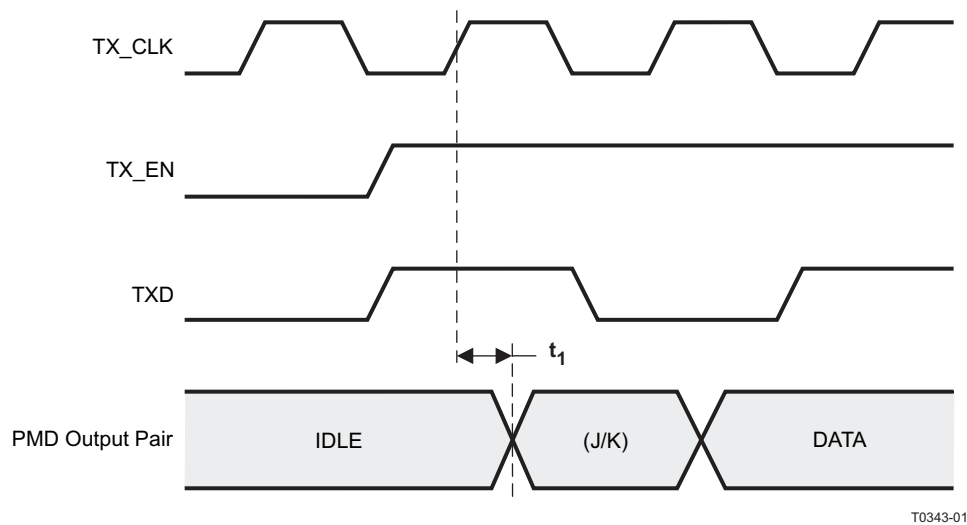 TX_CLK
TX_EN
TXD
t1
PMD Output Pair
IDLE
(J/K)
DATA
T0343-01